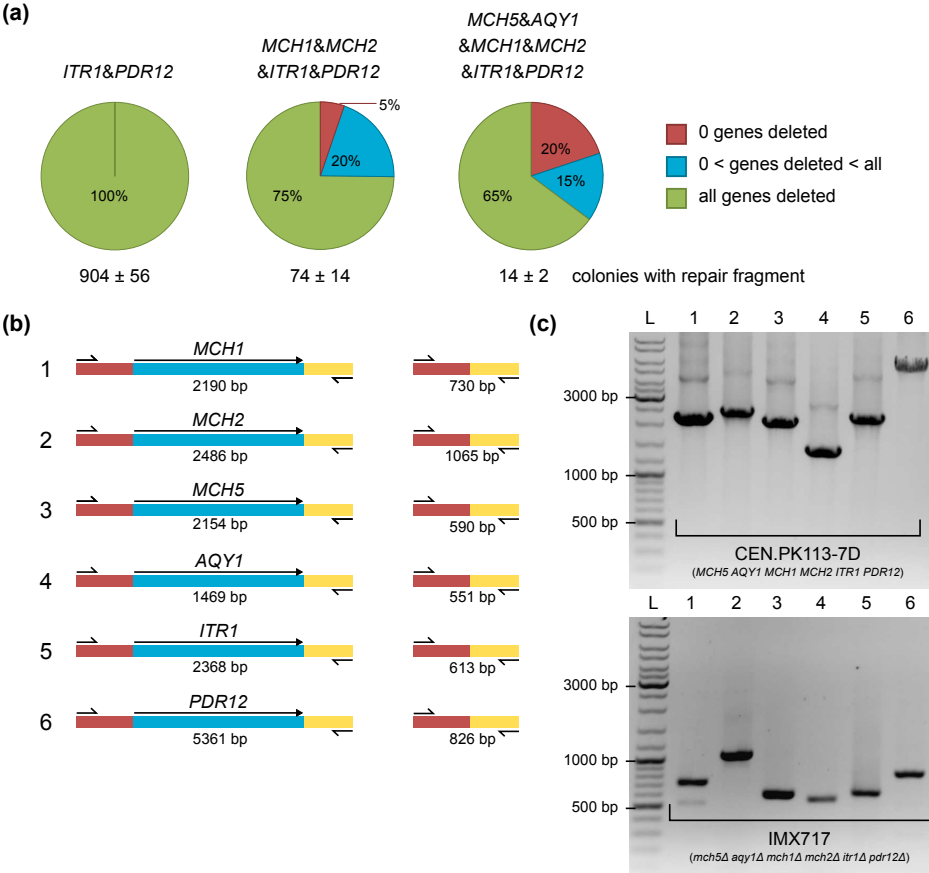 (a)
ITR1&PDR12
MCH1&MCH2
&ITR1&PDR12
MCH5&AQY1
&MCH1&MCH2
&ITR1&PDR12
100%
5%
20%
75%
20%
15%
65%
0 genes deleted
0 < genes deleted < all
all genes deleted
904 ± 56
74 ± 14
14 ± 2 colonies with repair fragment
(b)
1
MCH1
2190 bp
730 bp
2
MCH2
2486 bp
1065 bp
3
MCH5
2154 bp
590 bp
4
AQY1
1469 bp
551 bp
5
ITR1
2368 bp
613 bp
6
PDR12
5361 bp
826 bp
(c)
L 1 2 3 4 5 6
3000 bp
1000 bp
500 bp
CEN.PK113-7D
(MCH5 AQY1 MCH1 MCH2 ITR1 PDR12)
L 1 2 3 4 5 6
3000 bp
1000 bp
500 bp
IMX717
(mch5Δ aqy1Δ mch1Δ mch2Δ itr1Δ pdr12Δ)